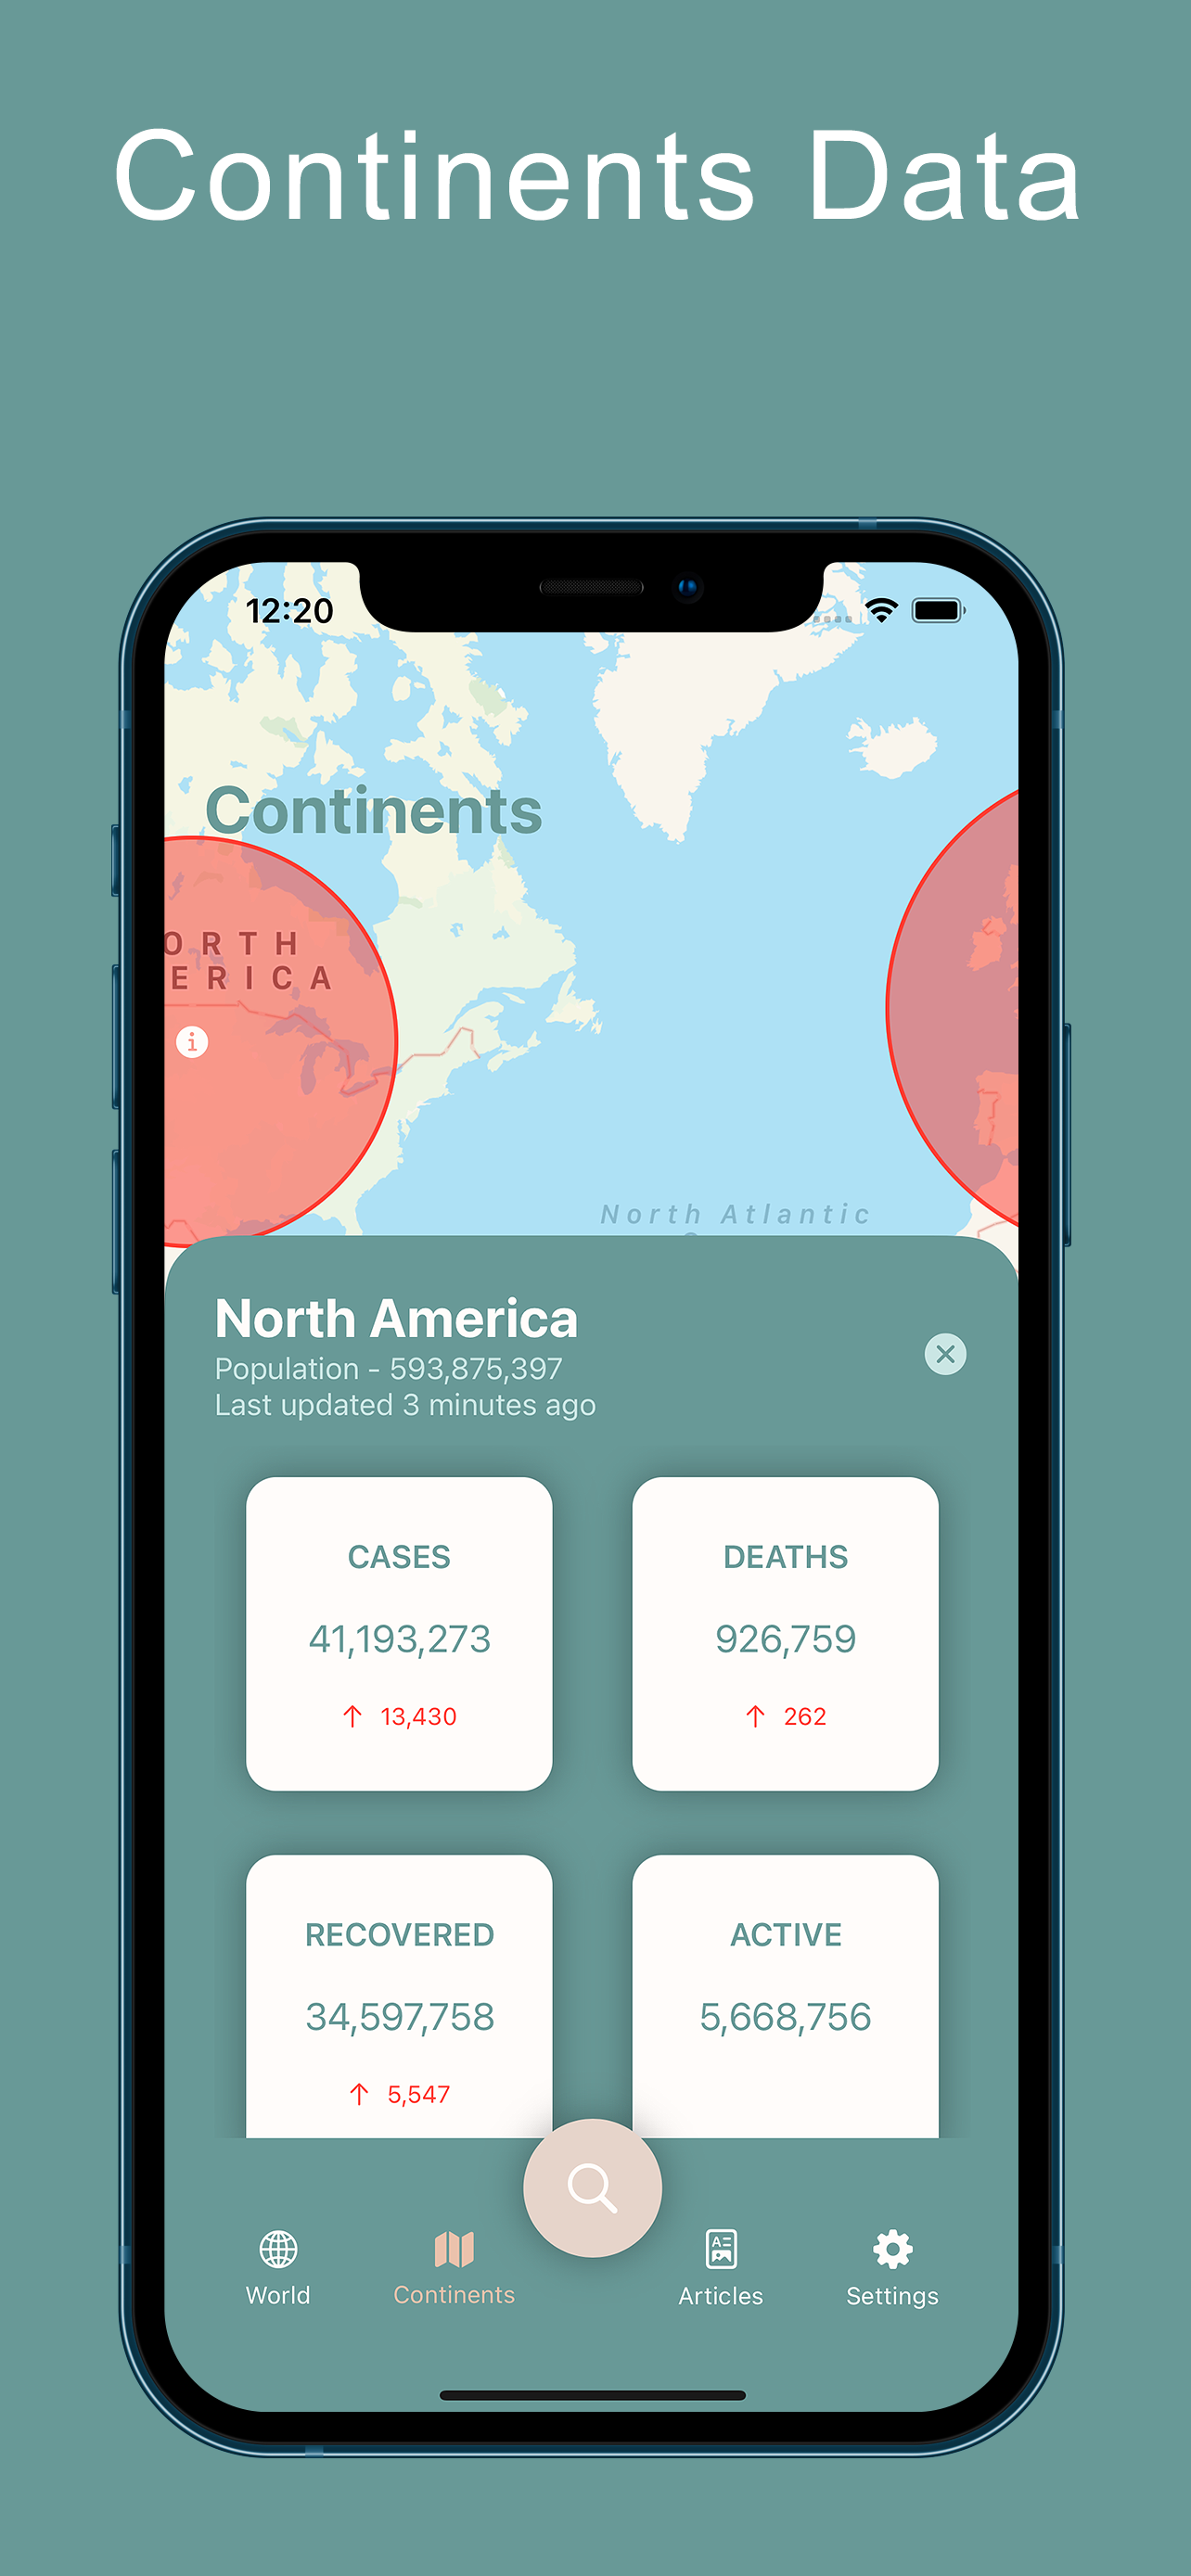 Continents Data
12:20
Continents
ORTH
ERICA
North Atlantic
North America
Population - 593,875,397
Last updated 3 minutes ago
CASES
DEATHS
41,193,273
926,759
↑ 13,430
↑ 262
RECOVERED
ACTIVE
34,597,758
5,668,756
↑ 5,547
World
Continents
Articles
Settings